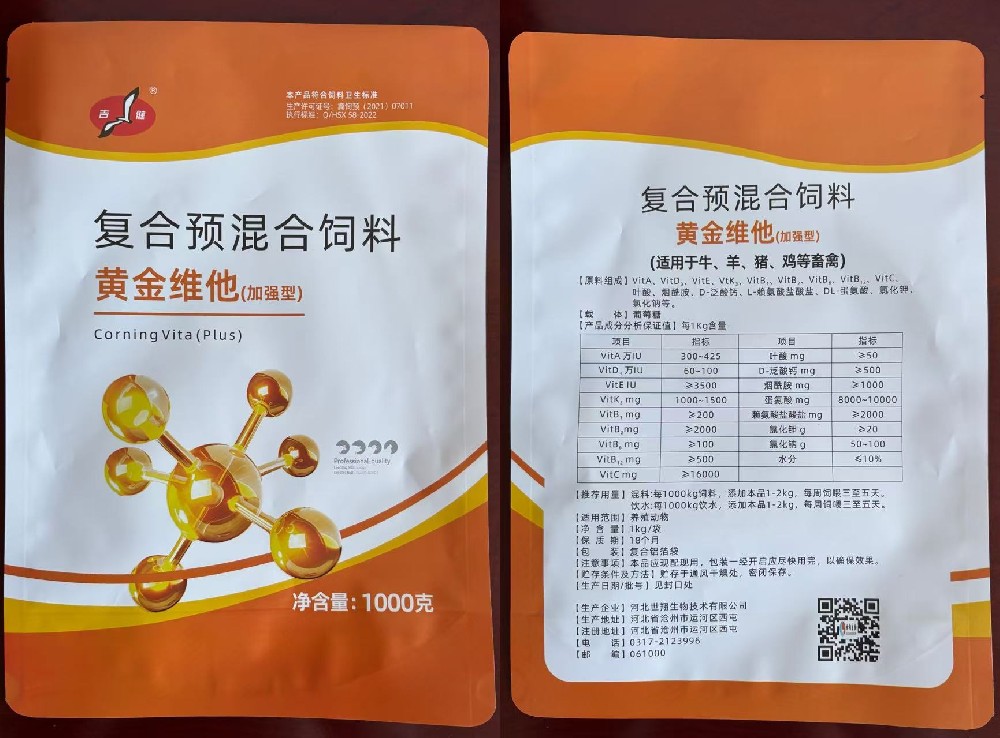 吉 健 ®
本产品符合饲料卫生标准
生产许可证号：冀饲预（2021）07011
执行标准：Q/HSX 58-2022
复合预混合饲料
黄金维他(加强型)
Corning Vita(Plus)
Professional quality
净含量：1000克
复合预混合饲料
黄金维他(加强型)
(适用于牛、羊、猪、鸡等畜禽)
【原料组成】VitA、VitD₃、VitE、VtK₃、VitB₁、VitB₂、VitB₆、VitB₁₂、VitC、
叶酸、烟酰胺、D-泛酸钙、L-赖氨酸盐酸盐、DL-蛋氨酸、氯化钾、
氯化钠等。
【载 体】葡萄糖
【产品成分分析保证值】每1Kg含量
项目 指标 项目 指标
VitA 万IU 300~425 叶酸 mg ≥50
VitD₃ 万IU 60~100 D-泛酸钙 mg ≥500
VitE IU ≥3500 烟酰胺 mg ≥1000
VitK₃ mg 1000~1500 蛋氨酸 mg 8000~10000
VitB₁ mg ≥200 赖氨酸盐酸盐 mg ≥2000
VitB₂ mg ≥2000 氯化钾 g ≥20
VitB₆ mg ≥100 氯化钠 g 50~100
VitB₁₂ mg ≥500 水分 ≤10%
VitC mg ≥16000
【推荐用量】混料:每1000kg饲料，添加本品1-2kg，每周饲喂三至五天。
饮水:每1000kg饮水，添加本品1-2kg，每周饲喂三至五天。
【适用范围】养殖动物
【净 含 量】1kg/袋
【保 质 期】18个月
【包 装】复合铝箔袋
【注意事项】本品应现配现用，包装一经开启应尽快用完，以确保效果。
【贮存条件及方法】贮存于通风干燥处，密闭保存。
【生产日期/批号】见封口处
【生产企业】河北世翔生物技术有限公司
【生产地址】河北省沧州市运河区西屯
【注册地址】河北省沧州市运河区西屯
【电 话】0317-2123996
【邮 编】061000